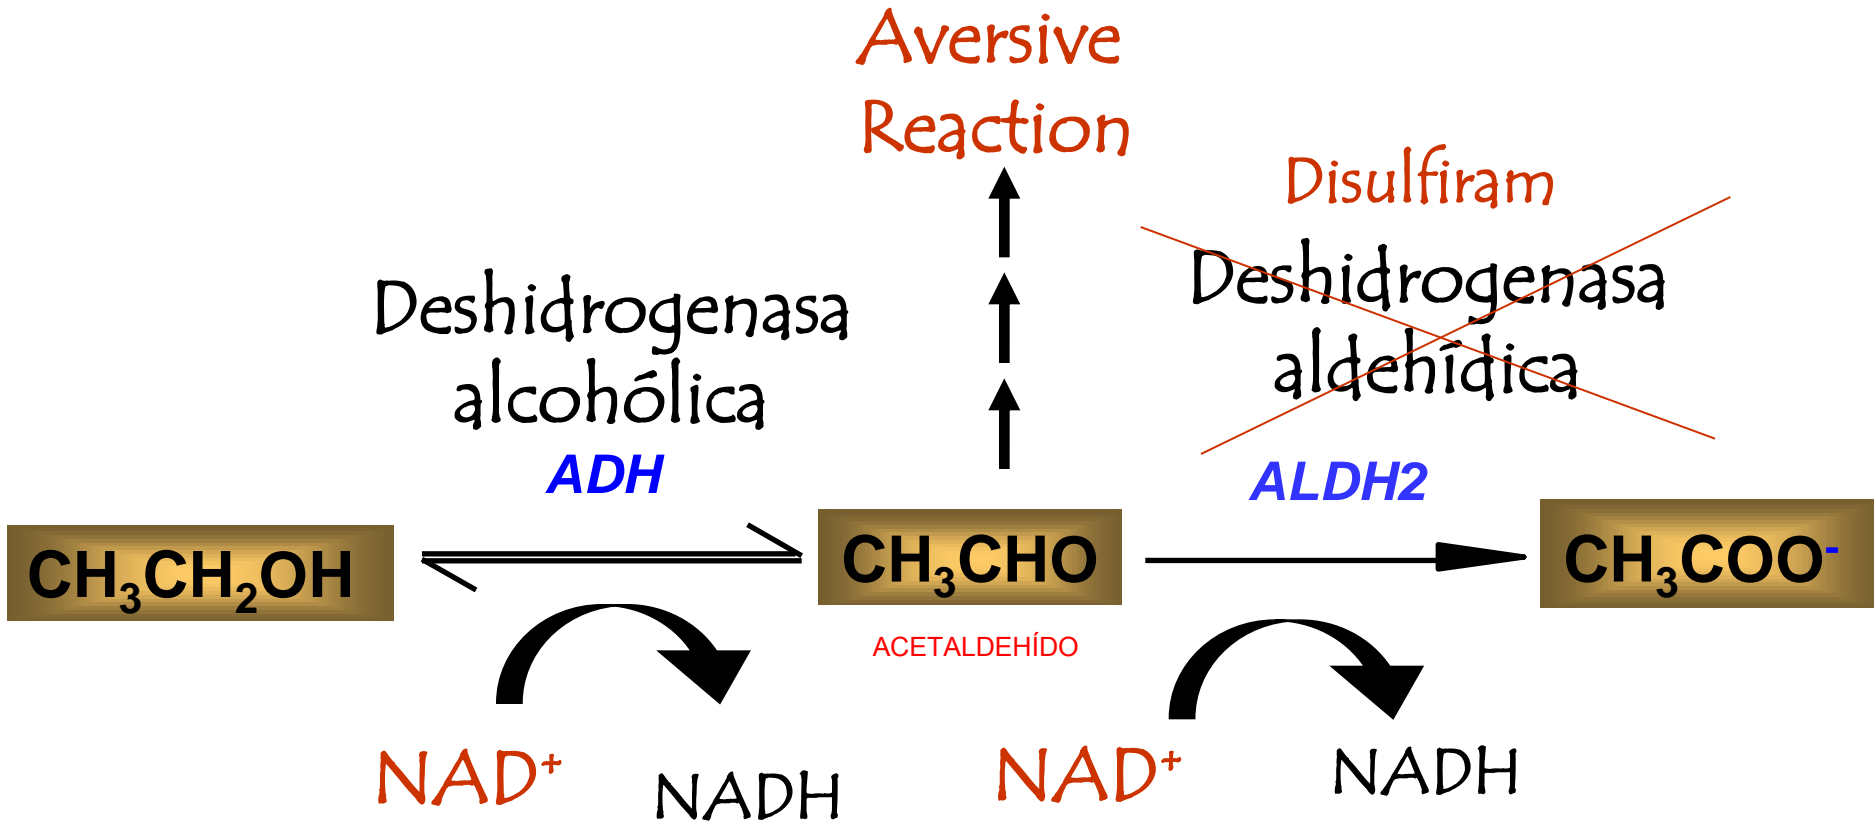 Aversive
Reaction
Disulfiram
Deshidrogenasa
aldehídica
Deshidrogenasa
alcohólica
ADH
ALDH2
CH₃CH₂OH
CH₃CHO
CH₃COO⁻
ACETALDEHÍDO
NAD⁺
NADH
NAD⁺
NADH